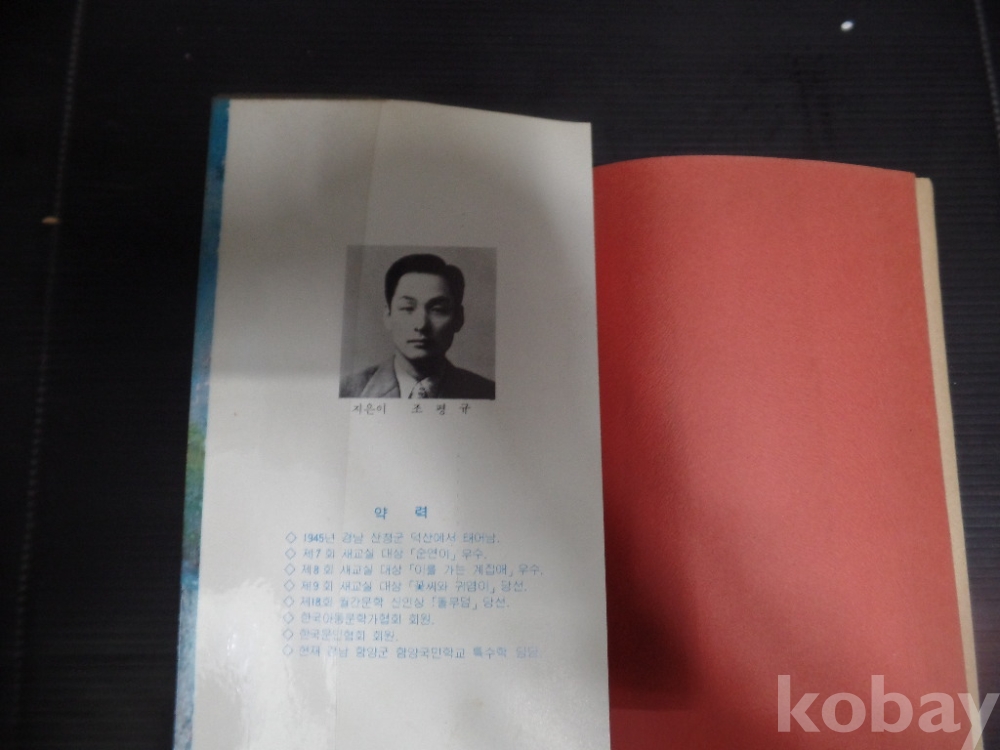 지은이 조 평 규
약 력
◇ 1945년 경남 산청군 덕산에서 태어남.
◇ 제7회 새교실 대상 「순연이」 우수.
◇ 제8회 새교실 대상 「이를 가는 계집애」 우수.
◇ 제9회 새교실 대상 「꽃씨와 귀염이」 당선.
◇ 제18회 월간문학 신인상 「돌무덤」 당선.
◇ 한국아동문학가협회 회원.
◇ 한국문인협회 회원.
◇ 현재 경남 함양군 함양국민학교 특수학
kobay